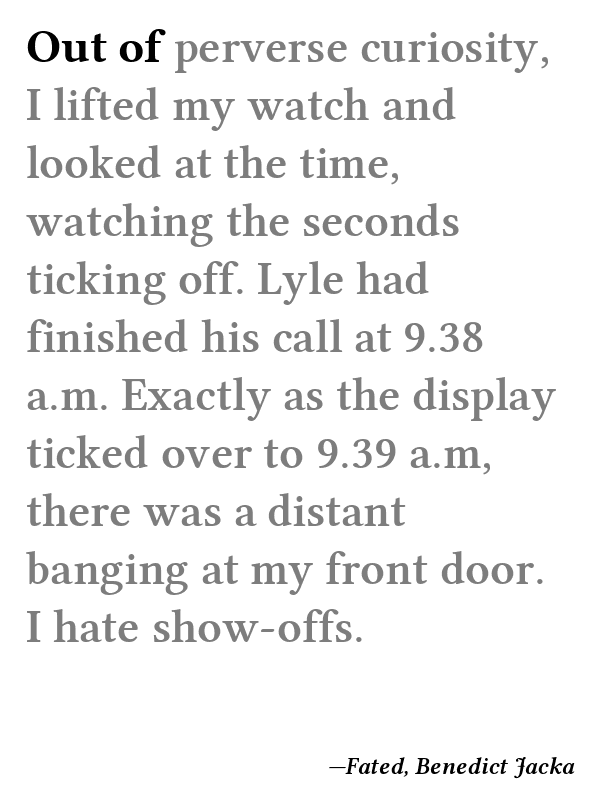 Out of perverse curiosity,
I lifted my watch and
looked at the time,
watching the seconds
ticking off. Lyle had
finished his call at 9.38
a.m. Exactly as the display
ticked over to 9.39 a.m,
there was a distant
banging at my front door.
I hate show-offs.
—Fated, Benedict Jacka